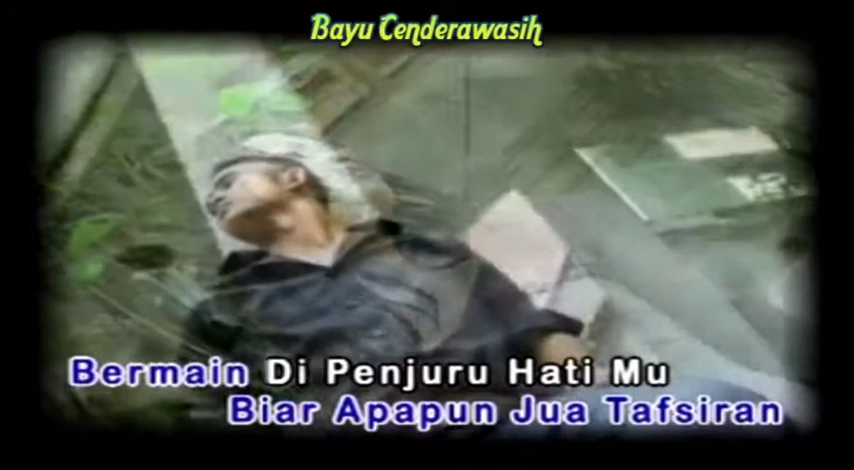 Bayu Cenderawasih
Bermain Di Penjuru Hati Mu
Biar Apapun Jua Tafsiran